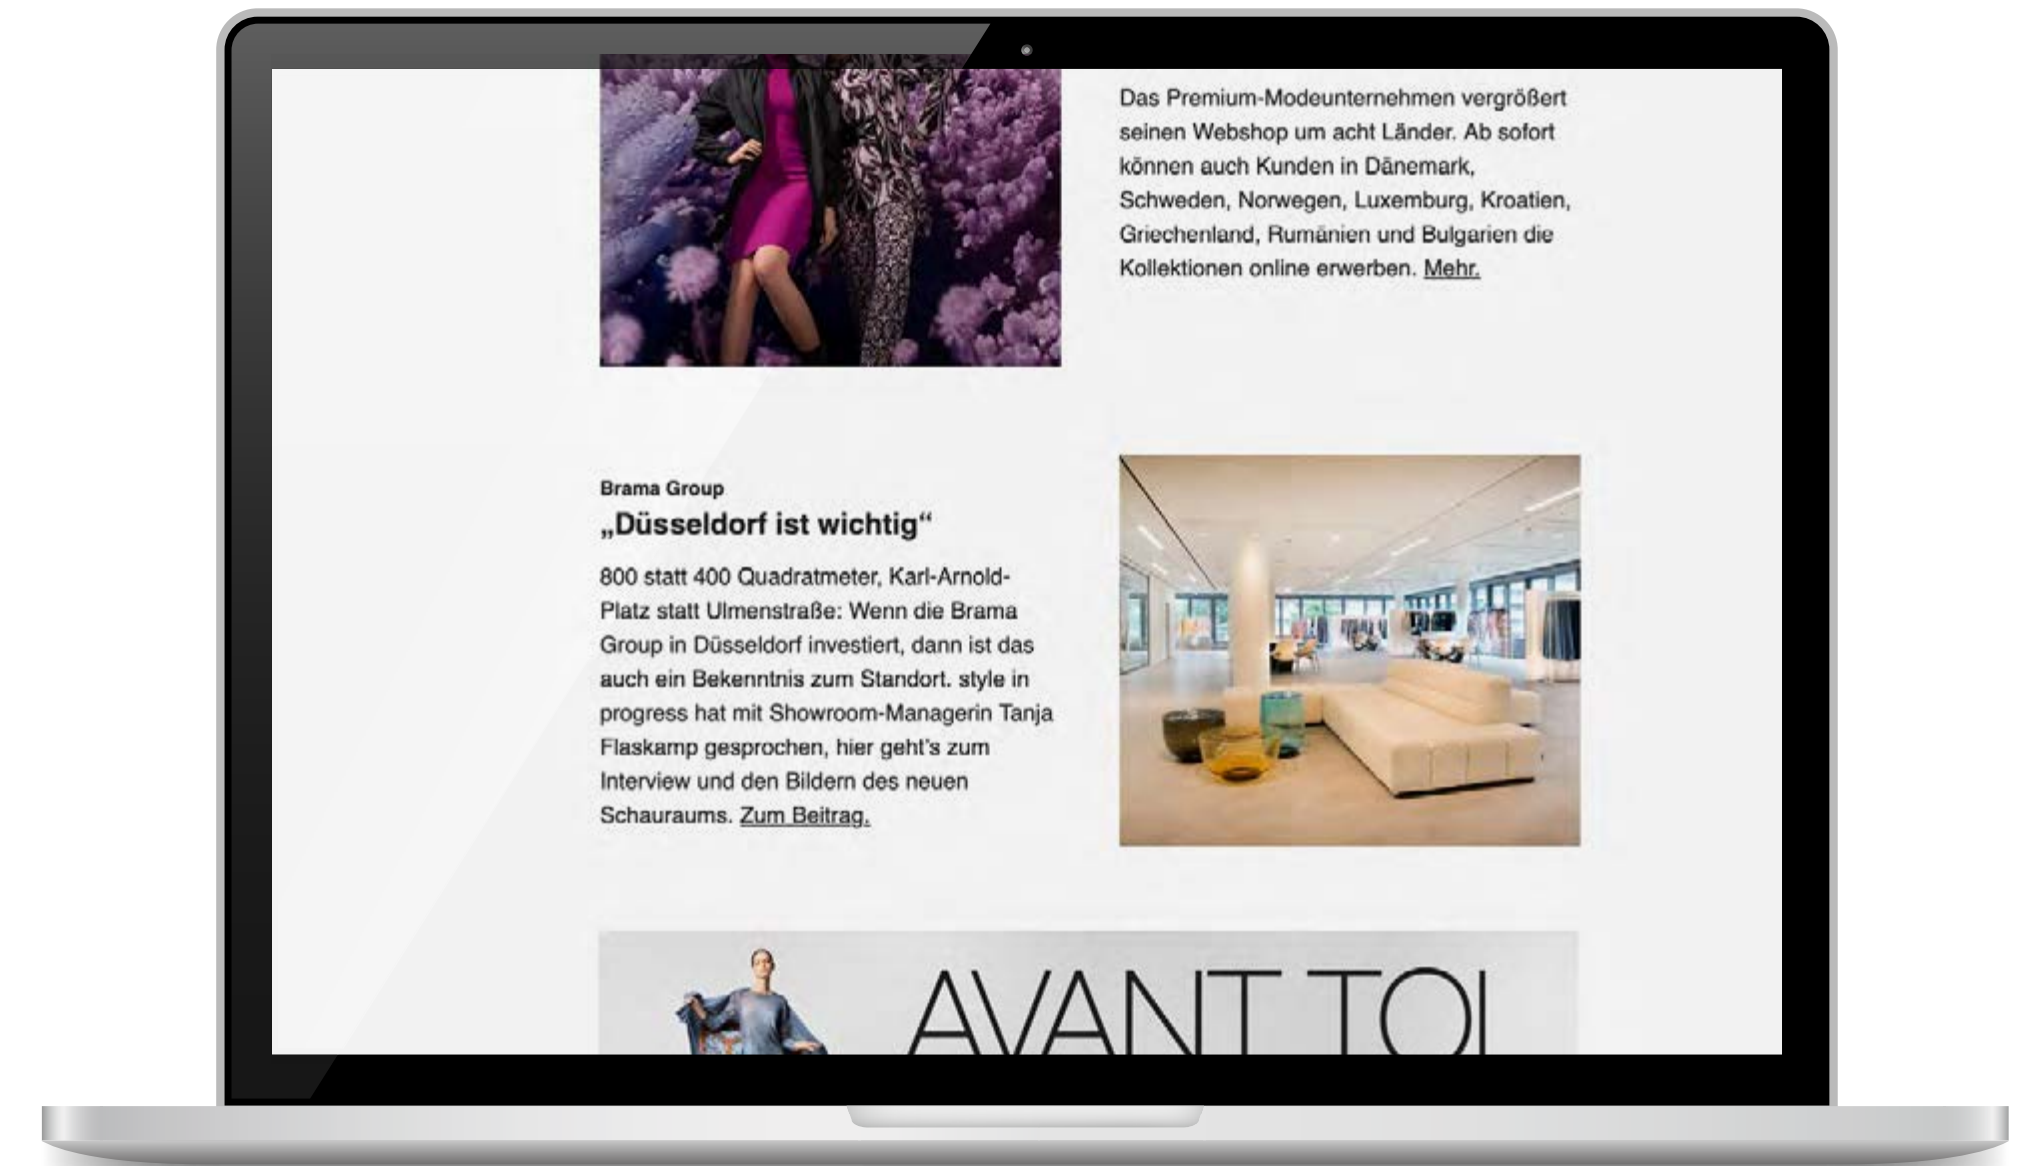 Das Premium-Modeunternehmen vergrößert
seinen Webshop um acht Länder. Ab sofort
können auch Kunden in Dänemark,
Schweden, Norwegen, Luxemburg, Kroatien,
Griechenland, Rumänien und Bulgarien die
Kollektionen online erwerben. Mehr.
Brama Group
„Düsseldorf ist wichtig“
800 statt 400 Quadratmeter, Karl-Arnold-
Platz statt Ulmenstraße: Wenn die Brama
Group in Düsseldorf investiert, dann ist das
auch ein Bekenntnis zum Standort. style in
progress hat mit Showroom-Managerin Tanja
Flaskamp gesprochen, hier geht's zum
Interview und den Bildern des neuen
Schauraums. Zum Beitrag.
AVANT TOI